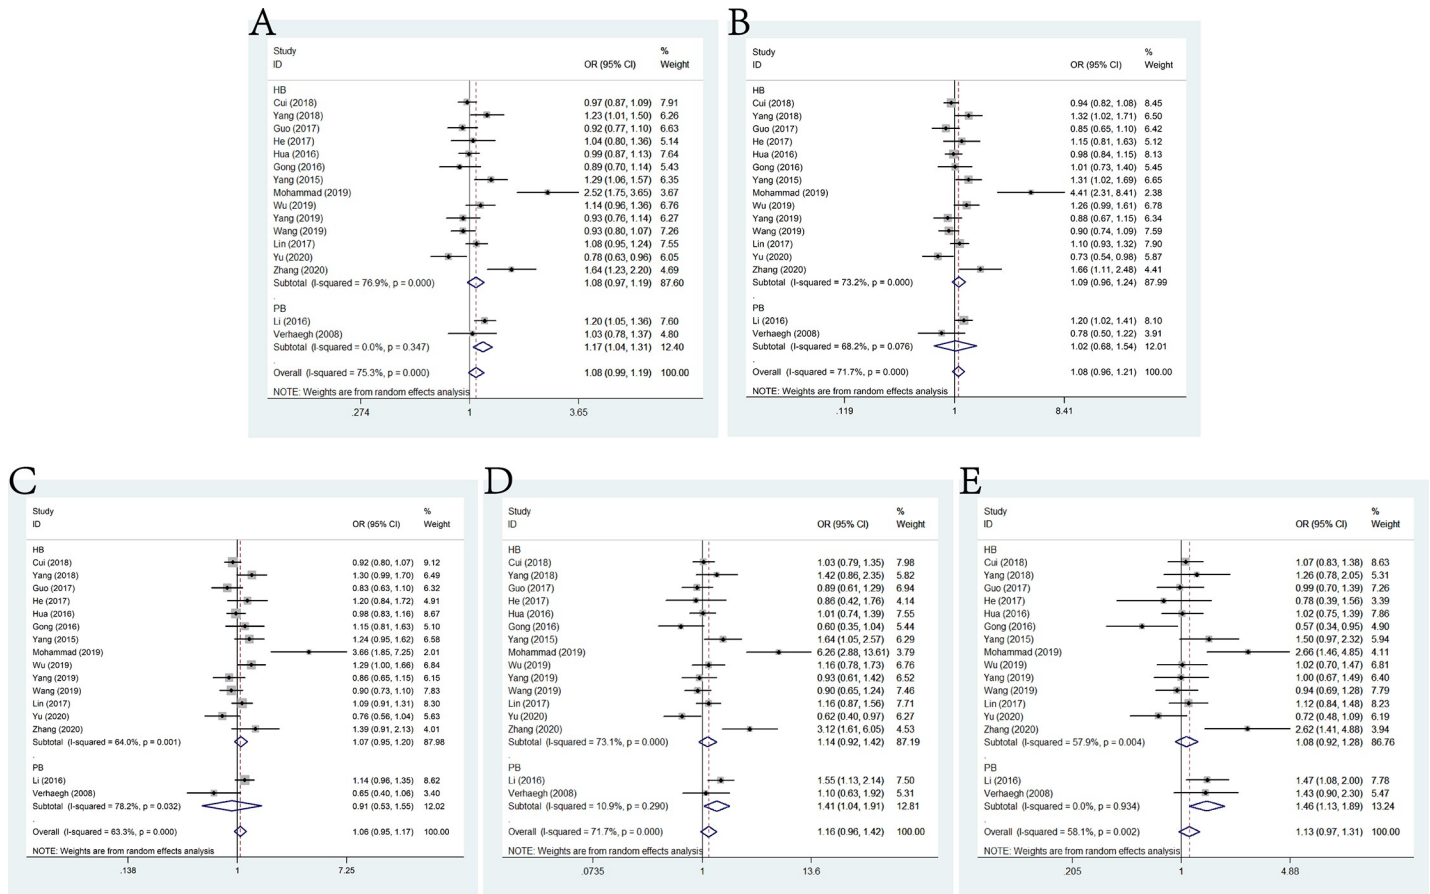 A
Study %
ID OR (95% CI) Weight
HB
Cui (2018) 0.97 (0.87, 1.09) 7.91
Yang (2018) 1.23 (1.01, 1.50) 6.26
Guo (2017) 0.92 (0.77, 1.10) 6.63
He (2017) 1.04 (0.80, 1.36) 5.14
Hua (2016) 0.99 (0.87, 1.13) 7.64
Gong (2016) 0.89 (0.70, 1.14) 5.43
Yang (2015) 1.29 (1.06, 1.57) 6.35
Mohammad (2019) 2.52 (1.75, 3.65) 3.67
Wu (2019) 1.14 (0.96, 1.36) 6.76
Yang (2019) 0.93 (0.76, 1.14) 6.27
Wang (2019) 0.93 (0.80, 1.07) 7.26
Lin (2017) 1.08 (0.95, 1.24) 7.55
Yu (2020) 0.78 (0.63, 0.96) 6.05
Zhang (2020) 1.64 (1.23, 2.20) 4.69
Subtotal (I-squared = 76.9%, p = 0.000) 1.08 (0.97, 1.19) 87.60
.
PB
Li (2016) 1.20 (1.05, 1.36) 7.60
Verhaegh (2008) 1.03 (0.78, 1.37) 4.80
Subtotal (I-squared = 0.0%, p = 0.347) 1.17 (1.04, 1.31) 12.40
.
Overall (I-squared = 75.3%, p = 0.000) 1.08 (0.99, 1.19) 100.00
NOTE: Weights are from random effects analysis
.274 1 3.65
B
Study %
ID OR (95% CI) Weight
HB
Cui (2018) 0.94 (0.82, 1.08) 8.45
Yang (2018) 1.32 (1.02, 1.71) 6.50
Guo (2017) 0.85 (0.65, 1.10) 6.42
He (2017) 1.15 (0.81, 1.63) 5.12
Hua (2016) 0.98 (0.84, 1.15) 8.13
Gong (2016) 1.01 (0.73, 1.40) 5.45
Yang (2015) 1.31 (1.02, 1.69) 6.65
Mohammad (2019) 4.41 (2.31, 8.41) 2.38
Wu (2019) 1.26 (0.99, 1.61) 6.78
Yang (2019) 0.88 (0.67, 1.15) 6.34
Wang (2019) 0.90 (0.74, 1.09) 7.59
Lin (2017) 1.10 (0.93, 1.32) 7.90
Yu (2020) 0.73 (0.54, 0.98) 5.87
Zhang (2020) 1.66 (1.11, 2.48) 4.41
Subtotal (I-squared = 73.2%, p = 0.000) 1.09 (0.96, 1.24) 87.99
.
PB
Li (2016) 1.20 (1.02, 1.41) 8.10
Verhaegh (2008) 0.78 (0.50, 1.22) 3.91
Subtotal (I-squared = 68.2%, p = 0.076) 1.02 (0.68, 1.54) 12.01
.
Overall (I-squared = 71.7%, p = 0.000) 1.08 (0.96, 1.21) 100.00
NOTE: Weights are from random effects analysis
.119 1 8.41
C
Study %
ID OR (95% CI) Weight
HB
Cui (2018) 0.92 (0.80, 1.07) 9.12
Yang (2018) 1.30 (0.99, 1.70) 6.49
Guo (2017) 0.83 (0.63, 1.10) 6.32
He (2017) 1.20 (0.84, 1.72) 4.91
Hua (2016) 0.98 (0.83, 1.16) 8.67
Gong (2016) 1.15 (0.81, 1.63) 5.10
Yang (2015) 1.24 (0.95, 1.62) 6.58
Mohammad (2019) 3.66 (1.85, 7.25) 2.01
Wu (2019) 1.29 (1.00, 1.66) 6.84
Yang (2019) 0.86 (0.65, 1.15) 6.15
Wang (2019) 0.90 (0.73, 1.10) 7.83
Lin (2017) 1.09 (0.91, 1.31) 8.30
Yu (2020) 0.76 (0.56, 1.04) 5.63
Zhang (2020) 1.39 (0.91, 2.13) 4.01
Subtotal (I-squared = 64.0%, p = 0.001) 1.07 (0.95, 1.20) 87.98
.
PB
Li (2016) 1.14 (0.96, 1.35) 8.62
Verhaegh (2008) 0.65 (0.40, 1.06) 3.40
Subtotal (I-squared = 78.2%, p = 0.032) 0.91 (0.53, 1.55) 12.02
.
Overall (I-squared = 63.3%, p = 0.000) 1.06 (0.95, 1.17) 100.00
NOTE: Weights are from random effects analysis
.138 1 7.25
D
Study %
ID OR (95% CI) Weight
HB
Cui (2018) 1.03 (0.79, 1.35) 7.98
Yang (2018) 1.42 (0.86, 2.35) 5.82
Guo (2017) 0.89 (0.61, 1.29) 6.94
He (2017) 0.86 (0.42, 1.76) 4.14
Hua (2016) 1.01 (0.74, 1.39) 7.55
Gong (2016) 0.60 (0.35, 1.04) 5.44
Yang (2015) 1.64 (1.05, 2.57) 6.29
Mohammad (2019) 6.26 (2.88, 13.61) 3.79
Wu (2019) 1.16 (0.78, 1.73) 6.76
Yang (2019) 0.93 (0.61, 1.42) 6.52
Wang (2019) 0.90 (0.65, 1.24) 7.46
Lin (2017) 1.16 (0.87, 1.56) 7.71
Yu (2020) 0.62 (0.40, 0.97) 6.27
Zhang (2020) 3.12 (1.61, 6.05) 4.53
Subtotal (I-squared = 73.1%, p = 0.000) 1.14 (0.92, 1.42) 87.19
.
PB
Li (2016) 1.55 (1.13, 2.14) 7.50
Verhaegh (2008) 1.10 (0.63, 1.92) 5.31
Subtotal (I-squared = 10.9%, p = 0.290) 1.41 (1.04, 1.91) 12.81
.
Overall (I-squared = 71.7%, p = 0.000) 1.16 (0.96, 1.42) 100.00
NOTE: Weights are from random effects analysis
.0735 1 13.6
E
Study %
ID OR (95% CI) Weight
HB
Cui (2018) 1.07 (0.83, 1.38) 8.63
Yang (2018) 1.26 (0.78, 2.05) 5.31
Guo (2017) 0.99 (0.70, 1.39) 7.26
He (2017) 0.78 (0.39, 1.56) 3.39
Hua (2016) 1.02 (0.75, 1.39) 7.86
Gong (2016) 0.57 (0.34, 0.95) 4.90
Yang (2015) 1.50 (0.97, 2.32) 5.94
Mohammad (2019) 2.66 (1.46, 4.85) 4.11
Wu (2019) 1.02 (0.70, 1.47) 6.81
Yang (2019) 1.00 (0.67, 1.49) 6.40
Wang (2019) 0.94 (0.69, 1.28) 7.79
Lin (2017) 1.12 (0.84, 1.48) 8.23
Yu (2020) 0.72 (0.48, 1.09) 6.19
Zhang (2020) 2.62 (1.41, 4.88) 3.94
Subtotal (I-squared = 57.9%, p = 0.004) 1.08 (0.92, 1.28) 86.76
.
PB
Li (2016) 1.47 (1.08, 2.00) 7.78
Verhaegh (2008) 1.43 (0.90, 2.30) 5.47
Subtotal (I-squared = 0.0%, p = 0.934) 1.46 (1.13, 1.89) 13.24
.
Overall (I-squared = 58.1%, p = 0.002) 1.13 (0.97, 1.31) 100.00
NOTE: Weights are from random effects analysis
.205 1 4.88